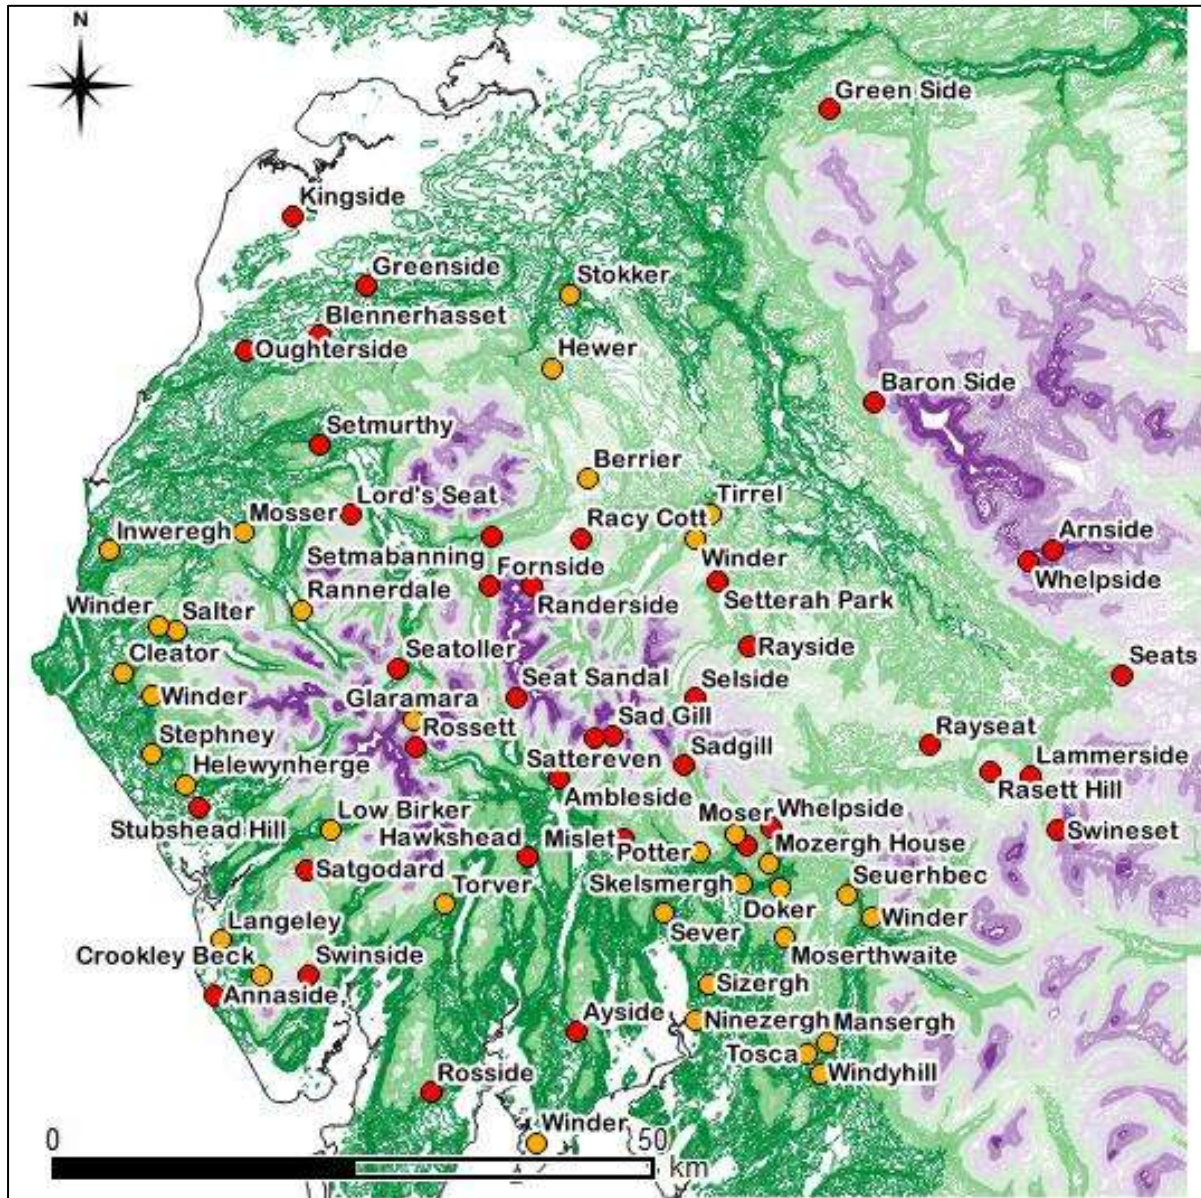 N
Green Side
Kingside
Greenside
Stokker
Blennerhasset
Oughterside
Hewer
Baron Side
Setmurthy
Berrier
Lord's Seat
Tirrel
Mosser
Racy Cott
Inweregh
Arnside
Setmabanning
Fornside
Winder
Whelpside
Rannerdale
Randerside
Setterah Park
Winder
Salter
Rayside
Cleator
Seatoller
Seats
Seat Sandal
Selside
Winder
Glaramara
Sad Gill
Rossett
Rayseat
Stephney
Sattereven
Sadgill
Lammerside
Helewynherge
Rasett Hill
Ambleside
Stubshead Hill
Low Birker
Moser
Whelpside
Swineset
Hawkshead
Mislet
Mozergh House
Potter
Satgodard
Skelsmergh
Seuerhbec
Torver
Doker
Langeley
Sever
Winder
Moserthwaite
Crookley Beck
Swinside
Sizergh
Annaside
Ayside
Ninezergh
Mansergh
Tosca
Rosside
Windyhill
Winder
0
50
km